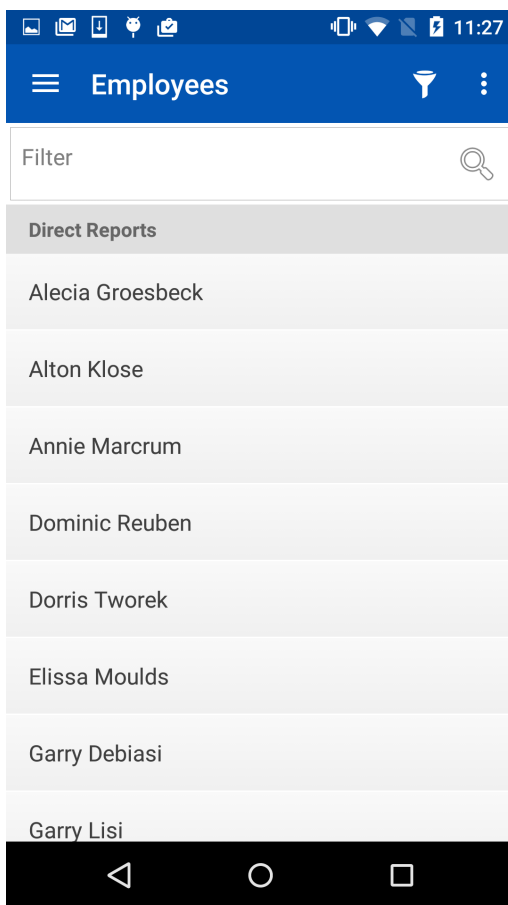 11:27
Employees
Filter
Direct Reports
Alecia Groesbeck
Alton Klose
Annie Marcrum
Dominic Reuben
Dorris Tworek
Elissa Moulds
Garry Debiasi
Garry Lisi